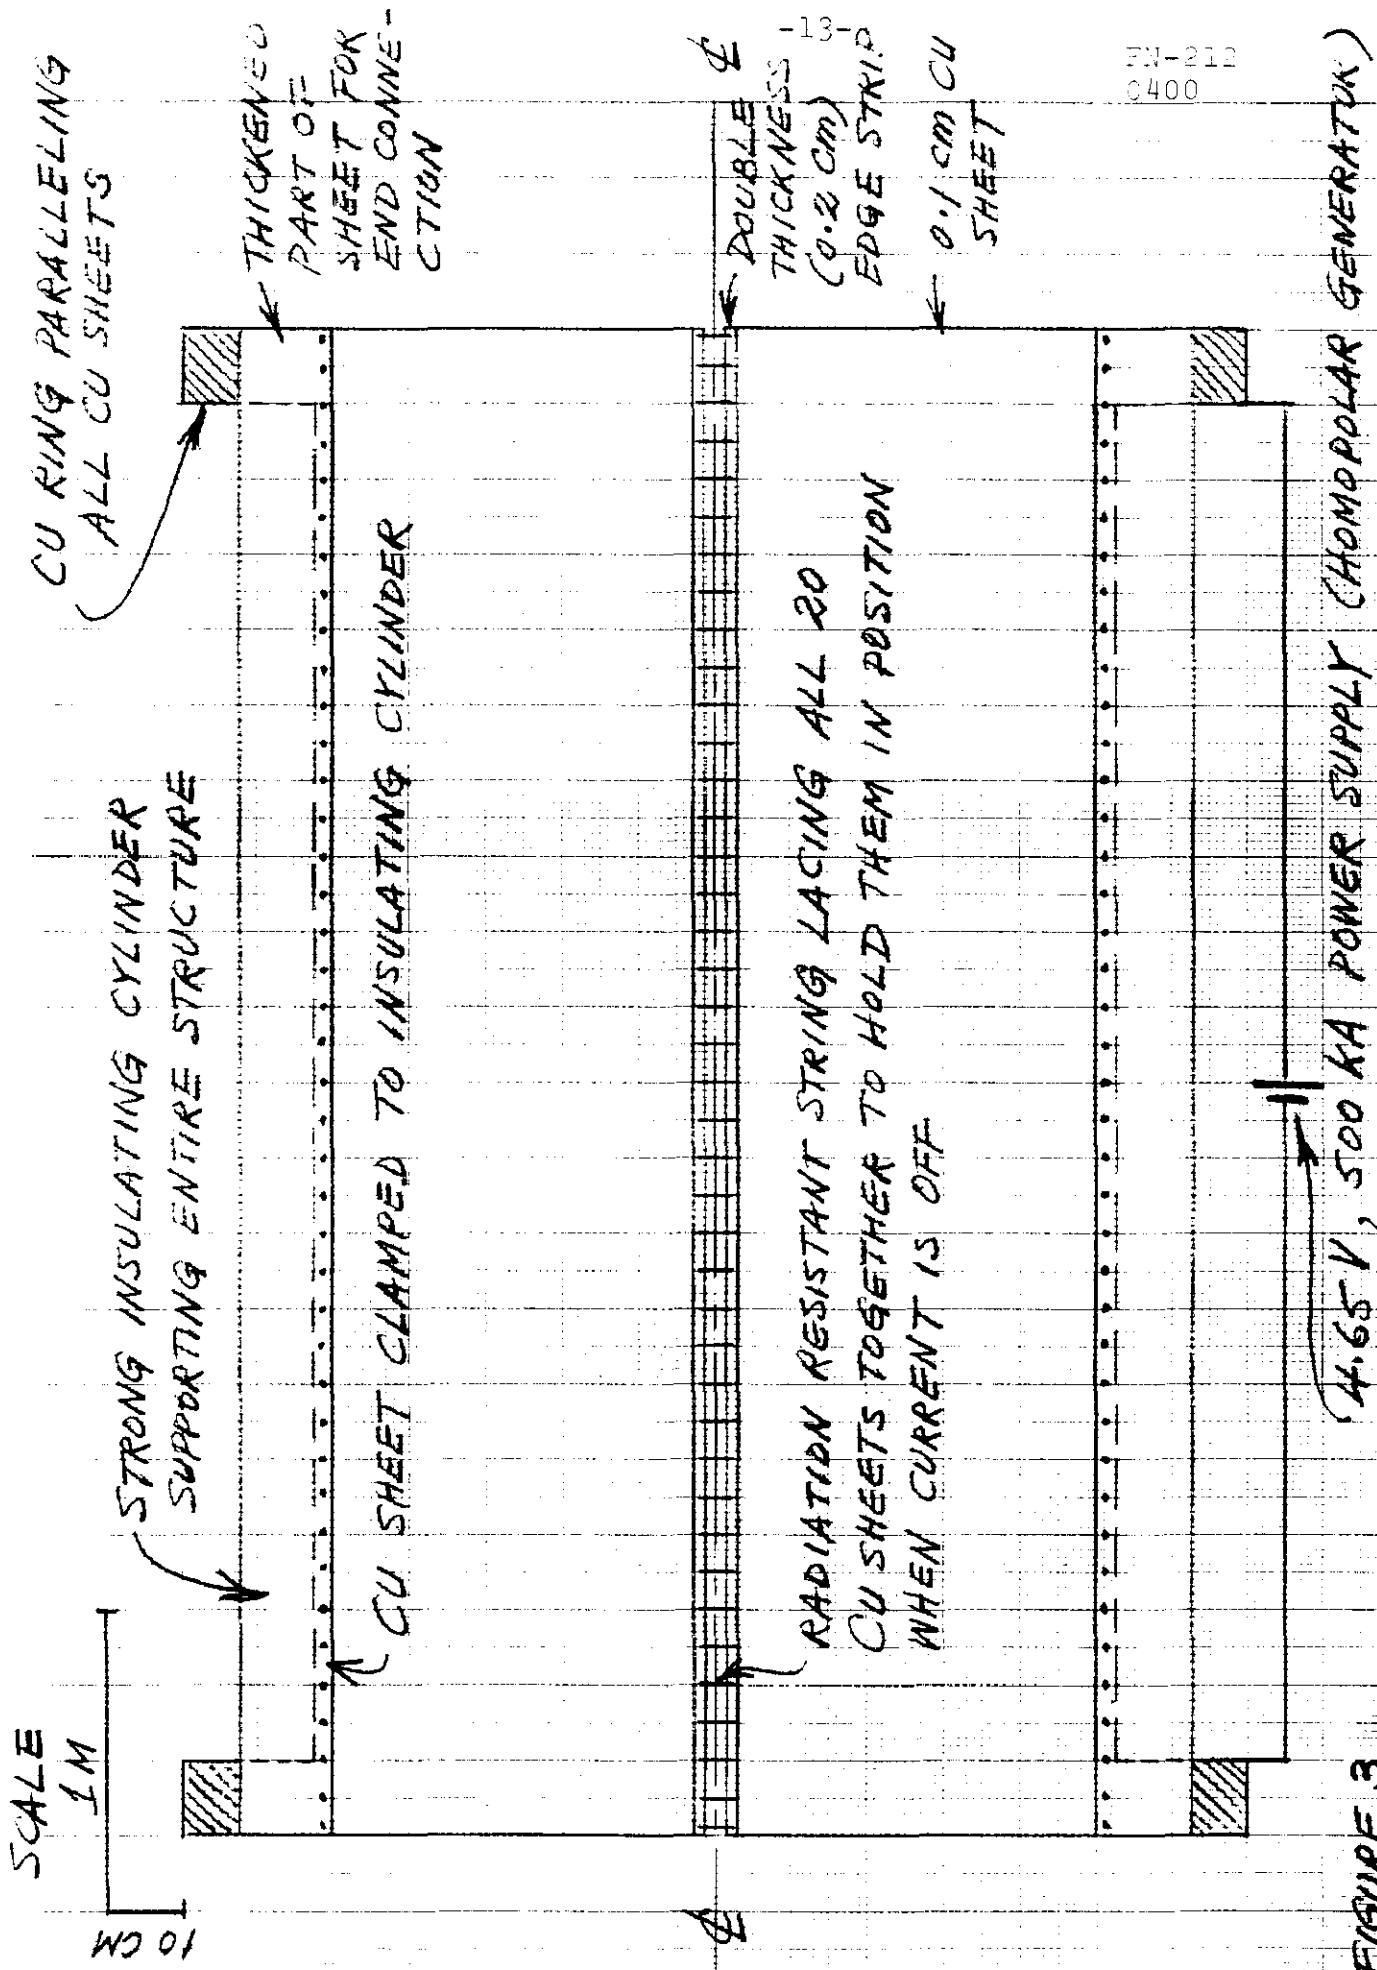 -13-
FN-212
0400
SCALE
1 M
10 CM
STRONG INSULATING CYLINDER
SUPPORTING ENTIRE STRUCTURE
CU RING PARALLELING
ALL CU SHEETS
THICKENED
PART OF
SHEET FOR
END CONNE-
CTION
CU SHEET CLAMPED TO INSULATING CYLINDER
℄
℄
DOUBLE
THICKNESS
(0.2 cm)
EDGE STRIP
0.1 cm CU
SHEET
RADIATION RESISTANT STRING LACING ALL 20
CU SHEETS TOGETHER TO HOLD THEM IN POSITION
WHEN CURRENT IS OFF
4.65 V, 500 KA POWER SUPPLY (HOMOPOLAR GENERATOR)
FIGURE 3